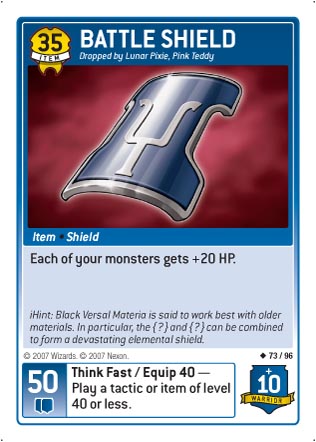 35
ITEM
BATTLE SHIELD
Dropped by Lunar Pixie, Pink Teddy
Item • Shield
Each of your monsters gets +20 HP.
iHint: Black Versal Materia is said to work best with older
materials. In particular, the {?} and {?} can be combined
to form a devastating elemental shield.
© 2007 Wizards. © 2007 Nexon.
◆ 73 / 96
50
Think Fast / Equip 40 —
Play a tactic or item of level
40 or less.
+
10
WARRIOR